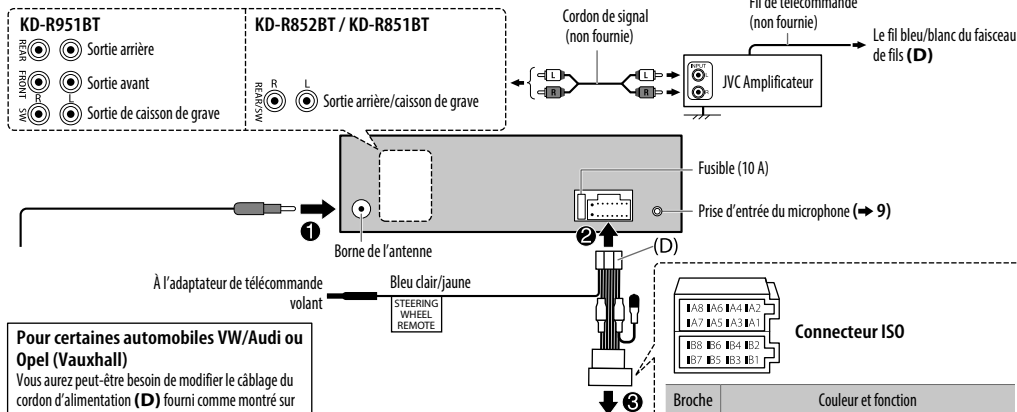 KD-R951BT
REAR
Sortie arrière
FRONT
Sortie avant
R L
SW
Sortie de caisson de grave
KD-R852BT / KD-R851BT
R L
REAR/SW
Sortie arrière/caisson de grave
Cordon de signal
(non fournie)
L L
R R
Fil de télécommande
(non fournie)
INPUT
L
R
JVC Amplificateur
Le fil bleu/blanc du faisceau
de fils (D)
Fusible (10 A)
Prise d'entrée du microphone (➜ 9)
❶
Borne de l'antenne
❷
(D)
À l'adaptateur de télécommande
volant
Bleu clair/jaune
STEERING
WHEEL
REMOTE
❸
Pour certaines automobiles VW/Audi ou
Opel (Vauxhall)
Vous aurez peut-être besoin de modifier le câblage du
cordon d'alimentation (D) fourni comme montré sur
A8 A6 A4 A2
A7 A5 A3 A1
B8 B6 B4 B2
B7 B5 B3 B1
Connecteur ISO
Broche Couleur et fonction